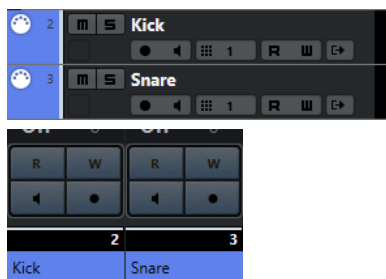 2 m S Kick
1 R W
3 m S Snare
1 R W
R W R W
2 3
Kick Snare